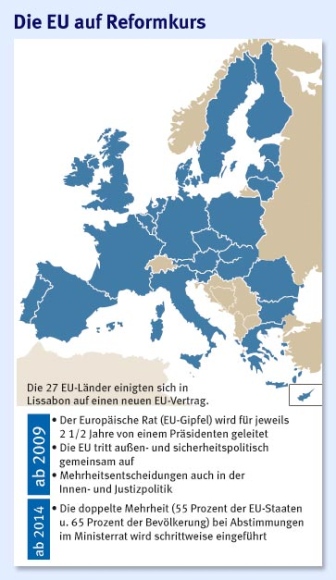 Die EU auf Reformkurs
Die 27 EU-Länder einigten sich in
Lissabon auf einen neuen EU-Vertrag.
ab 2009
• Der Europäische Rat (EU-Gipfel) wird für jeweils
2 1/2 Jahre von einem Präsidenten geleitet
• Die EU tritt außen- und sicherheitspolitisch
gemeinsam auf
• Mehrheitsentscheidungen auch in der
Innen- und Justizpolitik
ab 2014
• Die doppelte Mehrheit (55 Prozent der EU-Staaten
u. 65 Prozent der Bevölkerung) bei Abstimmungen
im Ministerrat wird schrittweise eingeführt